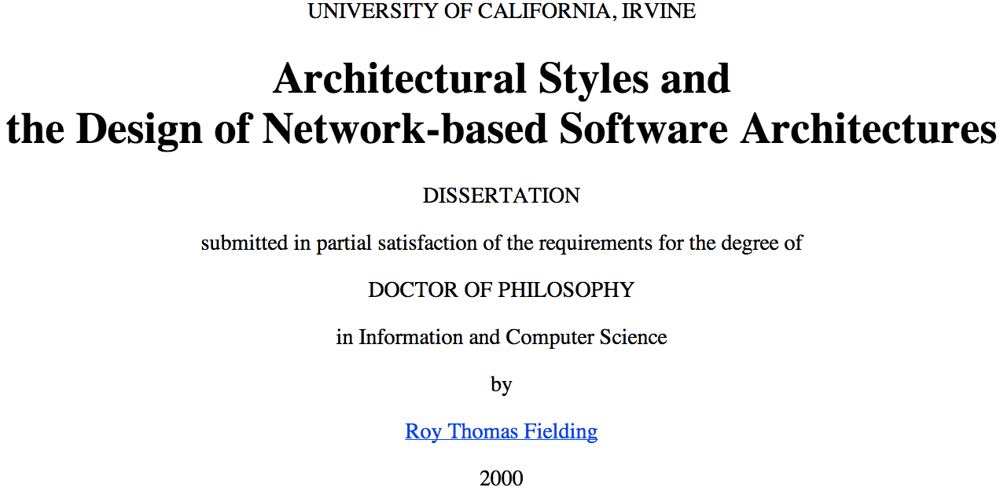 UNIVERSITY OF CALIFORNIA, IRVINE
Architectural Styles and
the Design of Network-based Software Architectures
DISSERTATION
submitted in partial satisfaction of the requirements for the degree of
DOCTOR OF PHILOSOPHY
in Information and Computer Science
by
Roy Thomas Fielding
2000